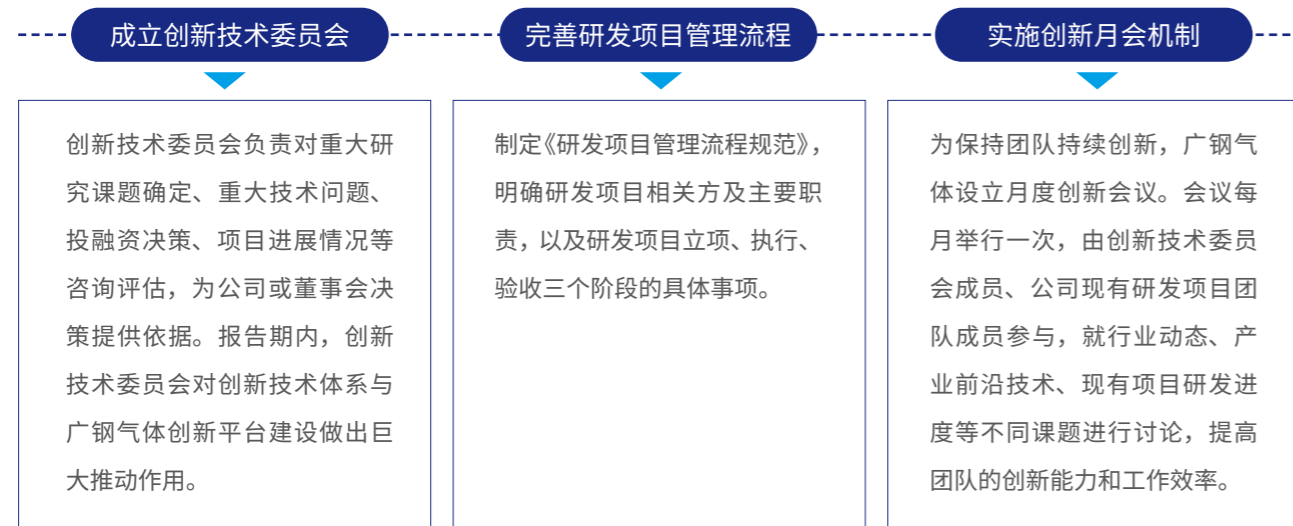 成立创新技术委员会
创新技术委员会负责对重大研
究课题确定、重大技术问题、
投融资决策、项目进展情况等
咨询评估，为公司或董事会决
策提供依据。报告期内，创新
技术委员会对创新技术体系与
广钢气体创新平台建设做出巨
大推动作用。
完善研发项目管理流程
制定《研发项目管理流程规范》，
明确研发项目相关方及主要职
责，以及研发项目立项、执行、
验收三个阶段的具体事项。
实施创新月会机制
为保持团队持续创新，广钢气
体设立月度创新会议。会议每
月举行一次，由创新技术委员
会成员、公司现有研发项目团
队成员参与，就行业动态、产
业前沿技术、现有项目研发进
度等不同课题进行讨论，提高
团队的创新能力和工作效率。